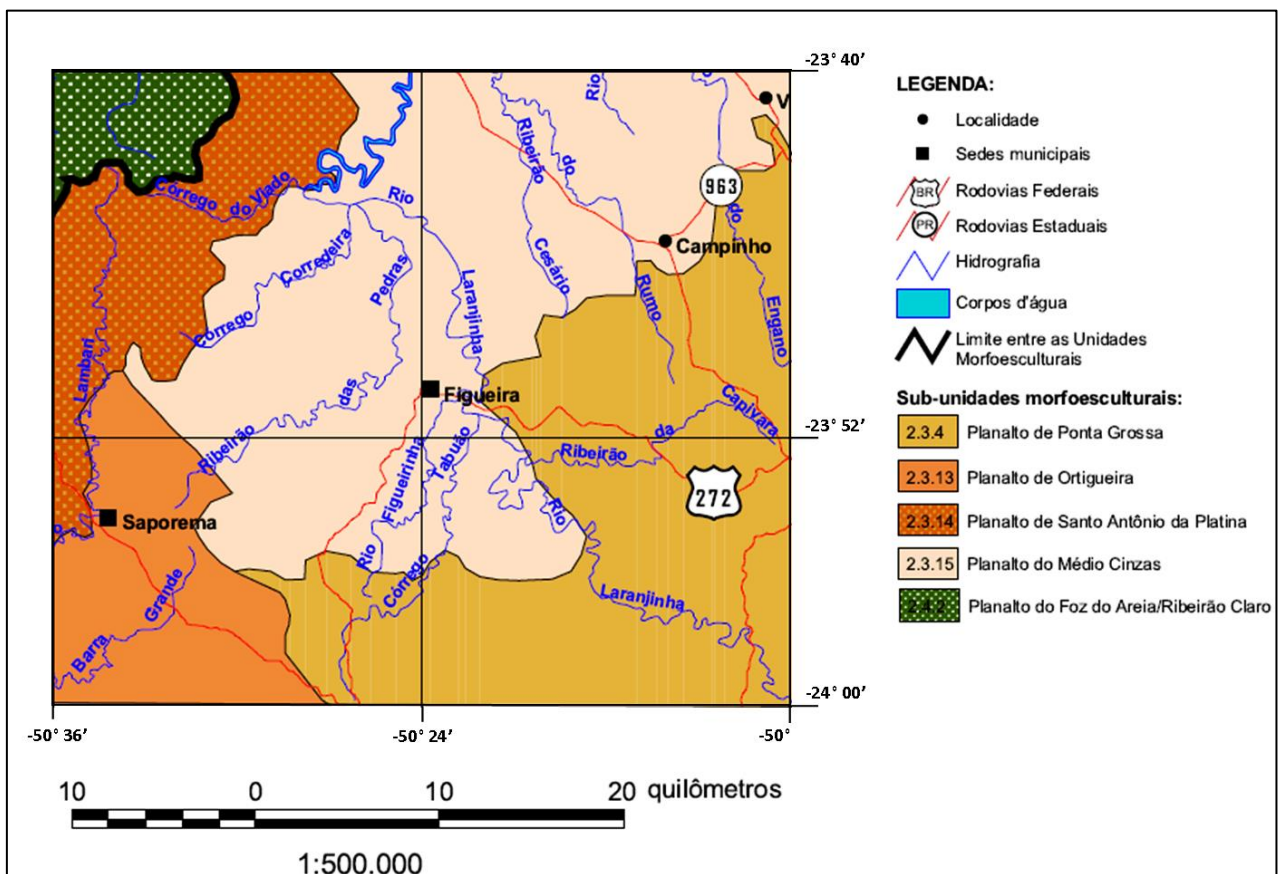 -23° 40'
V
Rio
do
Ribeirão
do
963
Córrego do Viado
Rio
do
Campinho
Corredeira
Córrego
Pedras
Laranjinha
Cesário
Rumo
Engano
Lambari
das
Figueira
Capivara
-23° 52'
Ribeirão
Figueirinha
Tabuão
Ribeirão
da
272
Saporema
Rio
Rio
Córrego
Laranjinha
Grande
Barra
-24° 00'
-50° 36'
-50° 24'
-50°
LEGENDA:
Localidade
Sedes municipais
BR Rodovias Federais
PR Rodovias Estaduais
Hidrografia
Corpos d'água
Limite entre as Unidades
Morfoesculturais
Sub-unidades morfoesculturais:
2.3.4 Planalto de Ponta Grossa
2.3.13 Planalto de Ortigueira
2.3.14 Planalto de Santo Antônio da Platina
2.3.15 Planalto do Médio Cinzas
2.4.2 Planalto do Foz do Areia/Ribeirão Claro
10 0 10 20 quilômetros
1:500.000